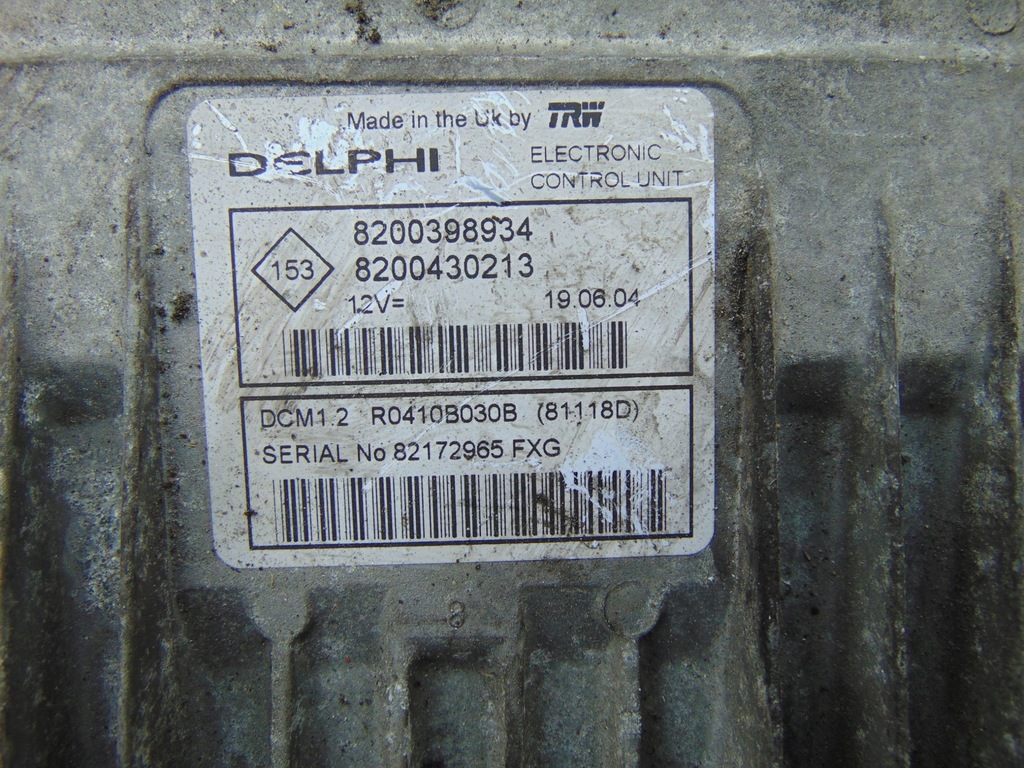 Made in the Uk by TRW
DELPHI
ELECTRONIC
CONTROL UNIT
8200398934
153
8200430213
12V= 19.06.04
DCM1.2 R0410B030B (81118D)
SERIAL No 82172965 FXG
8